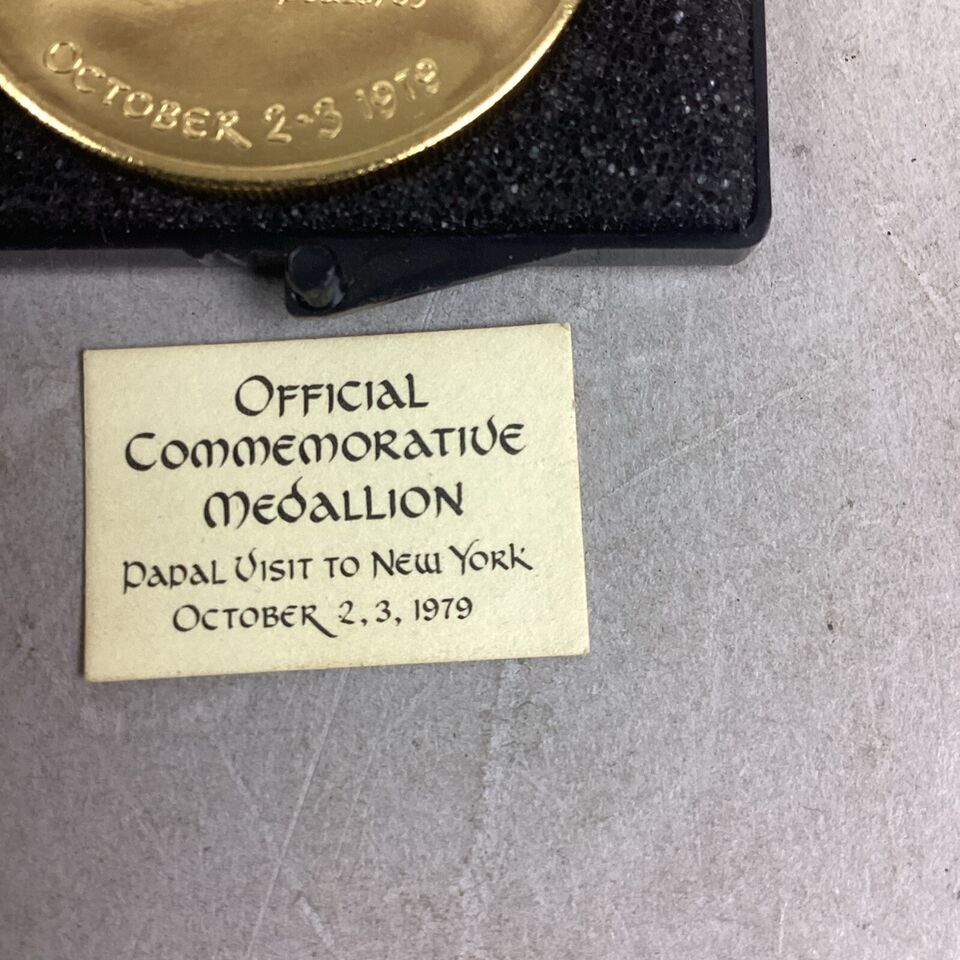 October 2-3 1979
Official
Commemorative
Medallion
Papal Visit to New York
October 2, 3, 1979